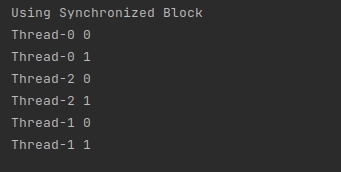 Using Synchronized Block
Thread-0 0
Thread-0 1
Thread-2 0
Thread-2 1
Thread-1 0
Thread-1 1